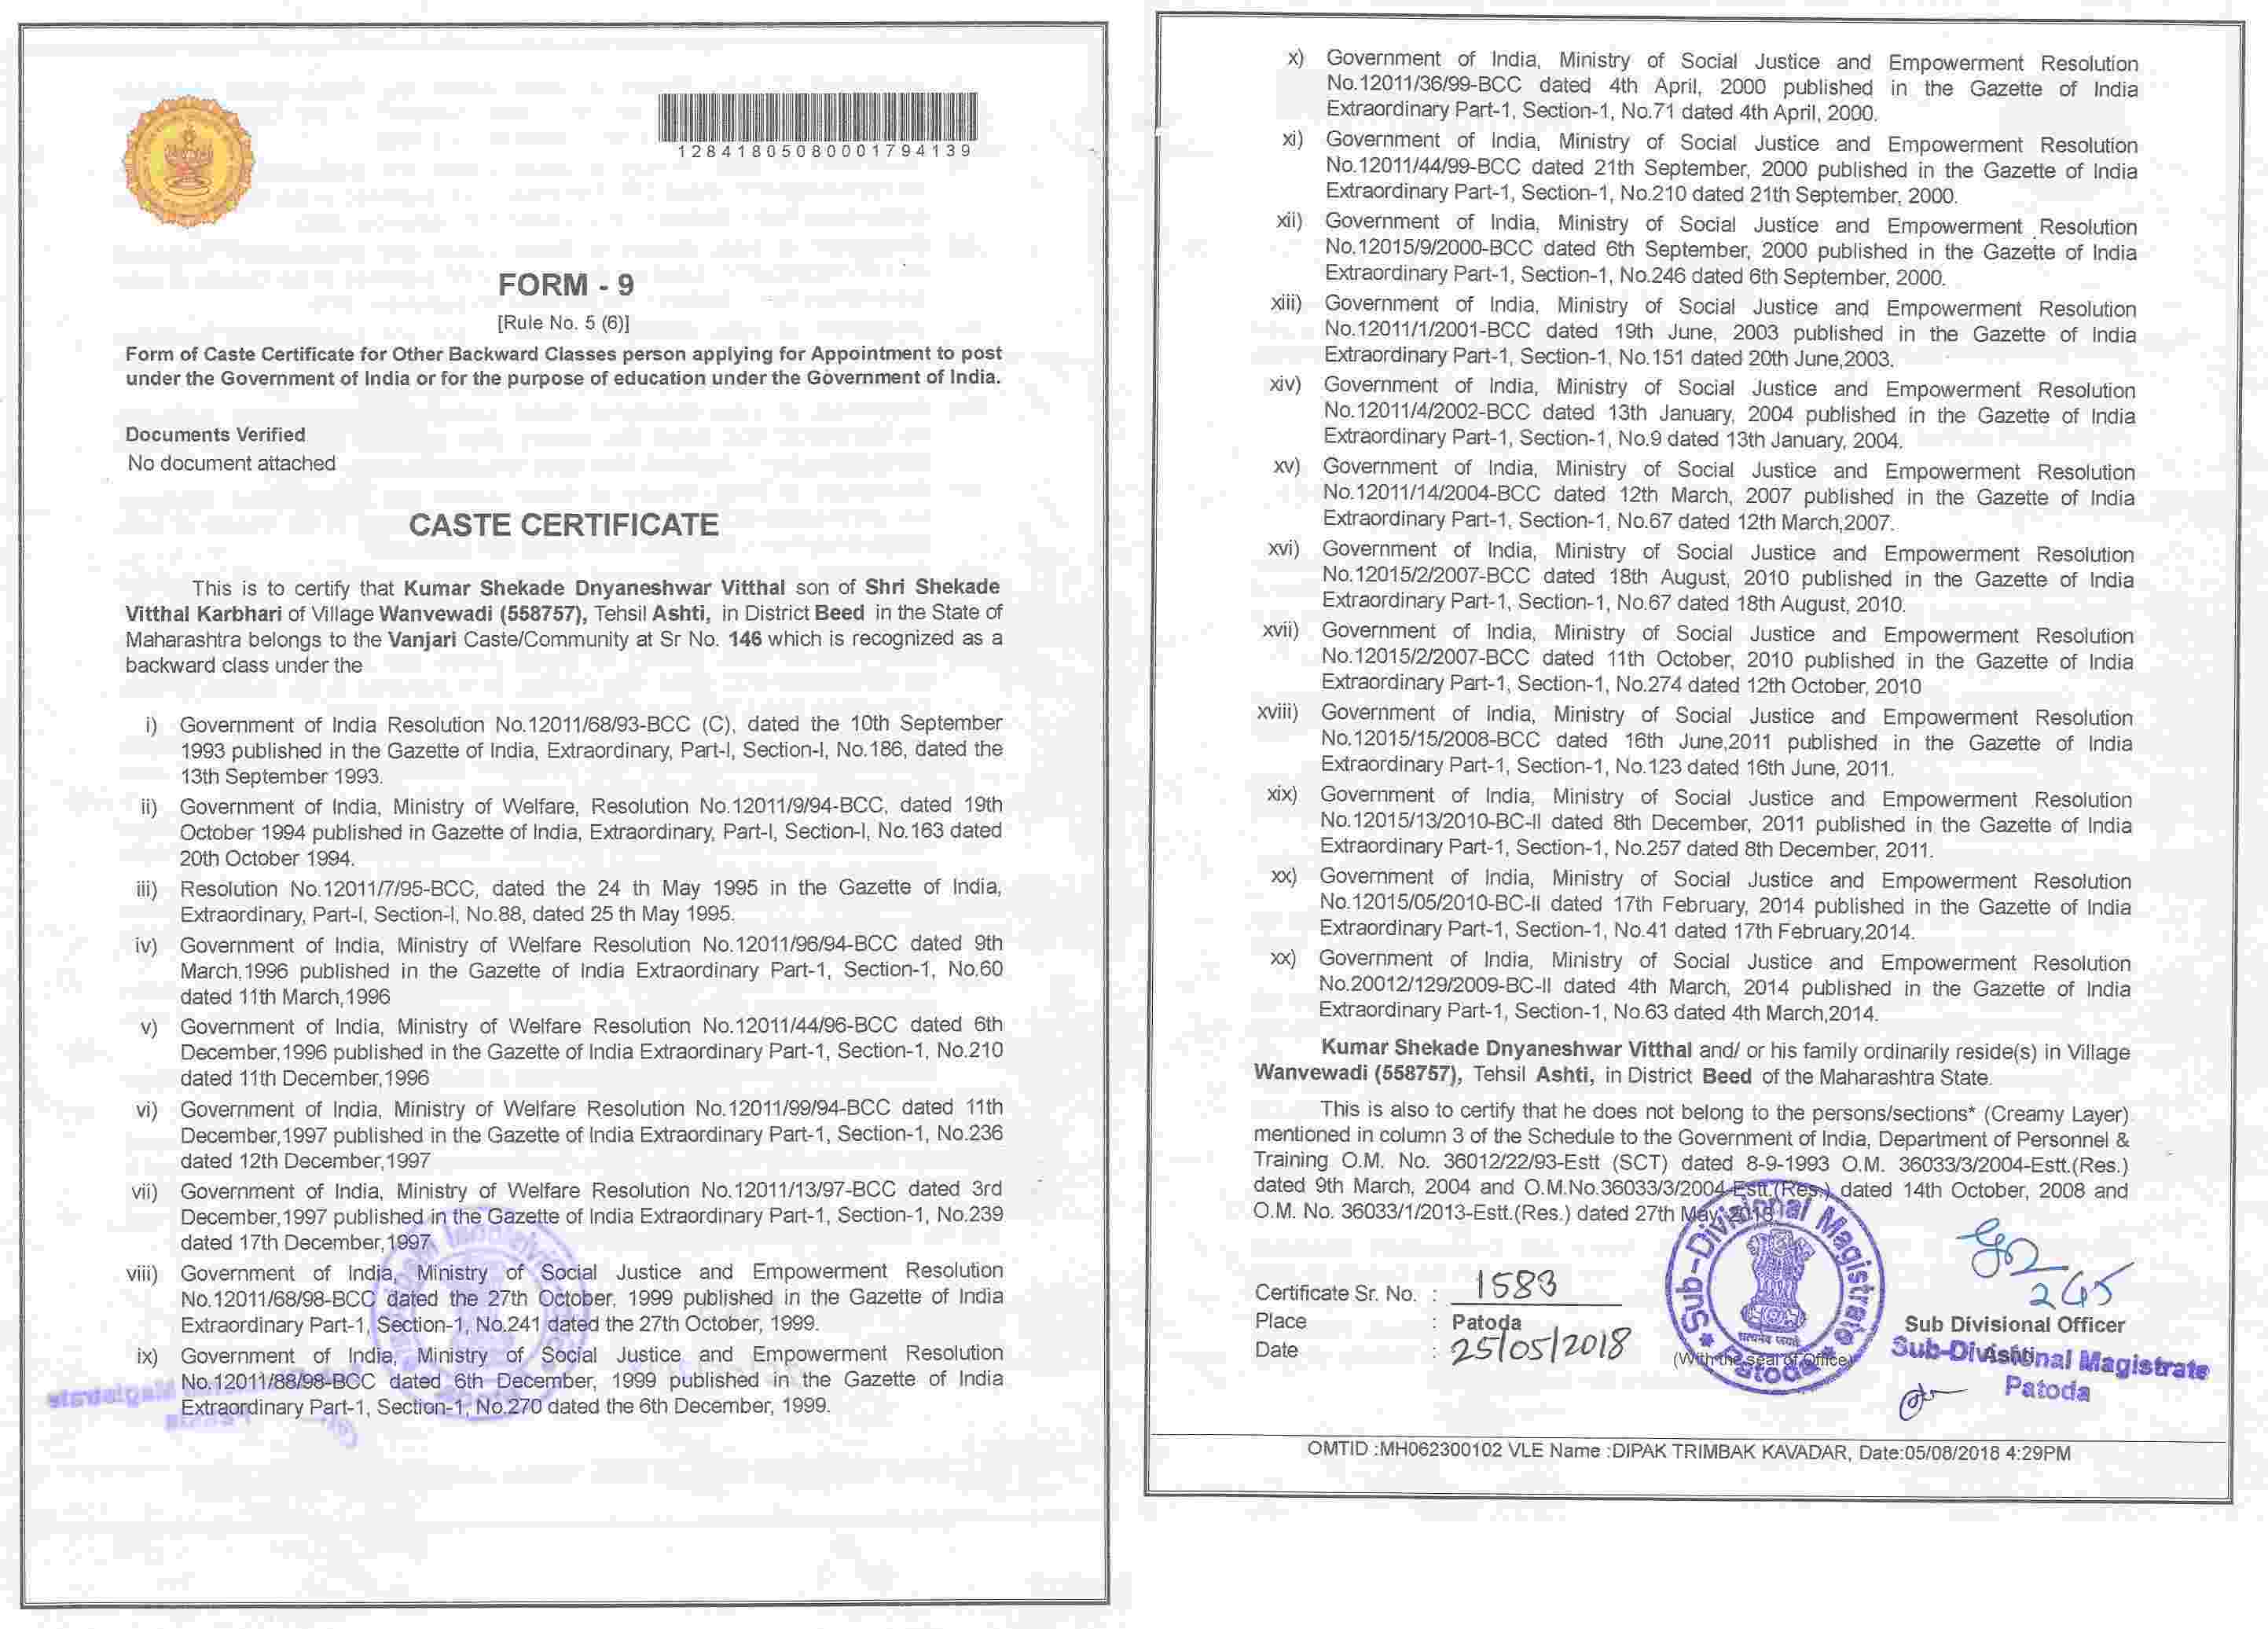 12841805080001794139
FORM - 9
[Rule No. 5 (6)]
Form of Caste Certificate for Other Backward Classes person applying for Appointment to post
under the Government of India or for the purpose of education under the Government of India.
Documents Verified
No document attached
CASTE CERTIFICATE
This is to certify that Kumar Shekade Dnyaneshwar Vitthal son of Shri Shekade
Vitthal Karbhari of Village Wanvewadi (558757), Tehsil Ashti, in District Beed in the State of
Maharashtra belongs to the Vanjari Caste/Community at Sr No. 146 which is recognized as a
backward class under the
i) Government of India Resolution No.12011/68/93-BCC (C), dated the 10th September
1993 published in the Gazette of India, Extraordinary, Part-I, Section-I, No.186, dated the
13th September 1993.
ii) Government of India, Ministry of Welfare, Resolution No.12011/9/94-BCC, dated 19th
October 1994 published in Gazette of India, Extraordinary, Part-I, Section-I, No.163 dated
20th October 1994.
iii) Resolution No.12011/7/95-BCC, dated the 24 th May 1995 in the Gazette of India,
Extraordinary, Part-I, Section-I, No.88, dated 25 th May 1995.
iv) Government of India, Ministry of Welfare Resolution No.12011/96/94-BCC dated 9th
March,1996 published in the Gazette of India Extraordinary Part-1, Section-1, No.60
dated 11th March,1996
v) Government of India, Ministry of Welfare Resolution No.12011/44/96-BCC dated 6th
December,1996 published in the Gazette of India Extraordinary Part-1, Section-1, No.210
dated 11th December,1996
vi) Government of India, Ministry of Welfare Resolution No.12011/99/94-BCC dated 11th
December,1997 published in the Gazette of India Extraordinary Part-1, Section-1, No.236
dated 12th December,1997
vii) Government of India, Ministry of Welfare Resolution No.12011/13/97-BCC dated 3rd
December,1997 published in the Gazette of India Extraordinary Part-1, Section-1, No.239
dated 17th December,1997
viii) Government of India, Ministry of Social Justice and Empowerment Resolution
No.12011/68/98-BCC dated the 27th October, 1999 published in the Gazette of India
Extraordinary Part-1, Section-1, No.241 dated the 27th October, 1999.
ix) Government of India, Ministry of Social Justice and Empowerment Resolution
No.12011/88/98-BCC dated 6th December, 1999 published in the Gazette of India
Extraordinary Part-1, Section-1, No.270 dated the 6th December, 1999.
x) Government of India, Ministry of Social Justice and Empowerment Resolution
No.12011/36/99-BCC dated 4th April, 2000 published in the Gazette of India
Extraordinary Part-1, Section-1, No.71 dated 4th April, 2000.
xi) Government of India, Ministry of Social Justice and Empowerment Resolution
No.12011/44/99-BCC dated 21th September, 2000 published in the Gazette of India
Extraordinary Part-1, Section-1, No.210 dated 21th September, 2000.
xii) Government of India, Ministry of Social Justice and Empowerment Resolution
No.12015/9/2000-BCC dated 6th September, 2000 published in the Gazette of India
Extraordinary Part-1, Section-1, No.246 dated 6th September, 2000.
xiii) Government of India, Ministry of Social Justice and Empowerment Resolution
No.12011/1/2001-BCC dated 19th June, 2003 published in the Gazette of India
Extraordinary Part-1, Section-1, No.151 dated 20th June,2003.
xiv) Government of India, Ministry of Social Justice and Empowerment Resolution
No.12011/4/2002-BCC dated 13th January, 2004 published in the Gazette of India
Extraordinary Part-1, Section-1, No.9 dated 13th January, 2004.
xv) Government of India, Ministry of Social Justice and Empowerment Resolution
No.12011/14/2004-BCC dated 12th March, 2007 published in the Gazette of India
Extraordinary Part-1, Section-1, No.67 dated 12th March,2007.
xvi) Government of India, Ministry of Social Justice and Empowerment Resolution
No.12015/2/2007-BCC dated 18th August, 2010 published in the Gazette of India
Extraordinary Part-1, Section-1, No.67 dated 18th August, 2010.
xvii) Government of India, Ministry of Social Justice and Empowerment Resolution
No.12015/2/2007-BCC dated 11th October, 2010 published in the Gazette of India
Extraordinary Part-1, Section-1, No.274 dated 12th October, 2010
xviii) Government of India, Ministry of Social Justice and Empowerment Resolution
No.12015/15/2008-BCC dated 16th June,2011 published in the Gazette of India
Extraordinary Part-1, Section-1, No.123 dated 16th June, 2011.
xix) Government of India, Ministry of Social Justice and Empowerment Resolution
No.12015/13/2010-BC-II dated 8th December, 2011 published in the Gazette of India
Extraordinary Part-1, Section-1, No.257 dated 8th December, 2011.
xx) Government of India, Ministry of Social Justice and Empowerment Resolution
No.12015/05/2010-BC-II dated 17th February, 2014 published in the Gazette of India
Extraordinary Part-1, Section-1, No.41 dated 17th February,2014.
xx) Government of India, Ministry of Social Justice and Empowerment Resolution
No.20012/129/2009-BC-II dated 4th March, 2014 published in the Gazette of India
Extraordinary Part-1, Section-1, No.63 dated 4th March,2014.
Kumar Shekade Dnyaneshwar Vitthal and/ or his family ordinarily reside(s) in Village
Wanvewadi (558757), Tehsil Ashti, in District Beed of the Maharashtra State.
This is also to certify that he does not belong to the persons/sections* (Creamy Layer)
mentioned in column 3 of the Schedule to the Government of India, Department of Personnel &
Training O.M. No. 36012/22/93-Estt (SCT) dated 8-9-1993 O.M. 36033/3/2004-Estt.(Res.)
dated 9th March, 2004 and O.M.No.36033/3/2004-Estt.(Res.) dated 14th October, 2008 and
O.M. No. 36033/1/2013-Estt.(Res.) dated 27th May, 2013
Certificate Sr. No. : 1583
Place : Patoda
Date : 25/05/2018
Sub-Divisional Magistrate
सत्यमेव जयते
Patoda
(With the seal of Office)
Sub Divisional Officer
Ashti
Sub-Divisional Magistrate
Patoda
OMTID :MH062300102 VLE Name :DIPAK TRIMBAK KAVADAR, Date:05/08/2018 4:29PM